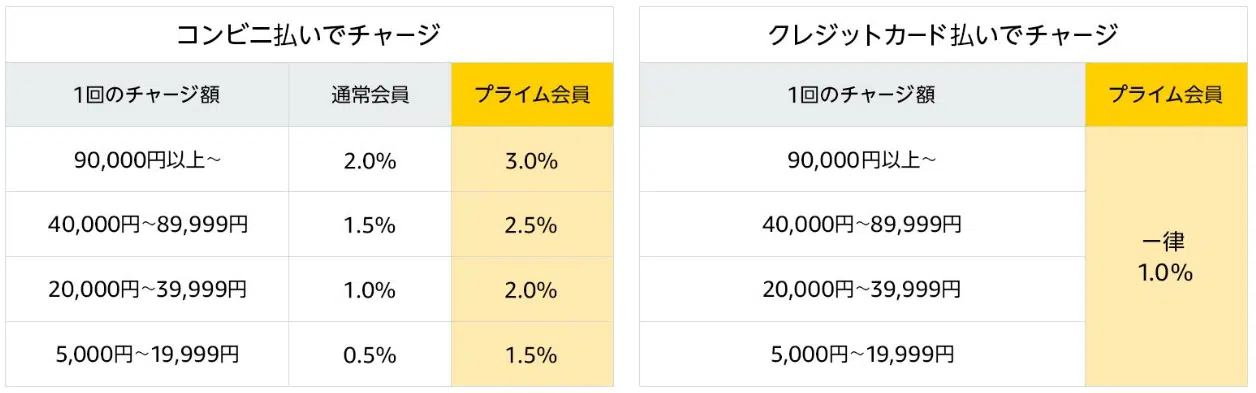 コンビニ払いでチャージ
1回のチャージ額 通常会員 プライム会員
90,000円以上~ 2.0% 3.0%
40,000円~89,999円 1.5% 2.5%
20,000円~39,999円 1.0% 2.0%
5,000円~19,999円 0.5% 1.5%
クレジットカード払いでチャージ
1回のチャージ額 プライム会員
90,000円以上~
40,000円~89,999円
20,000円~39,999円
5,000円~19,999円
一律
1.0%